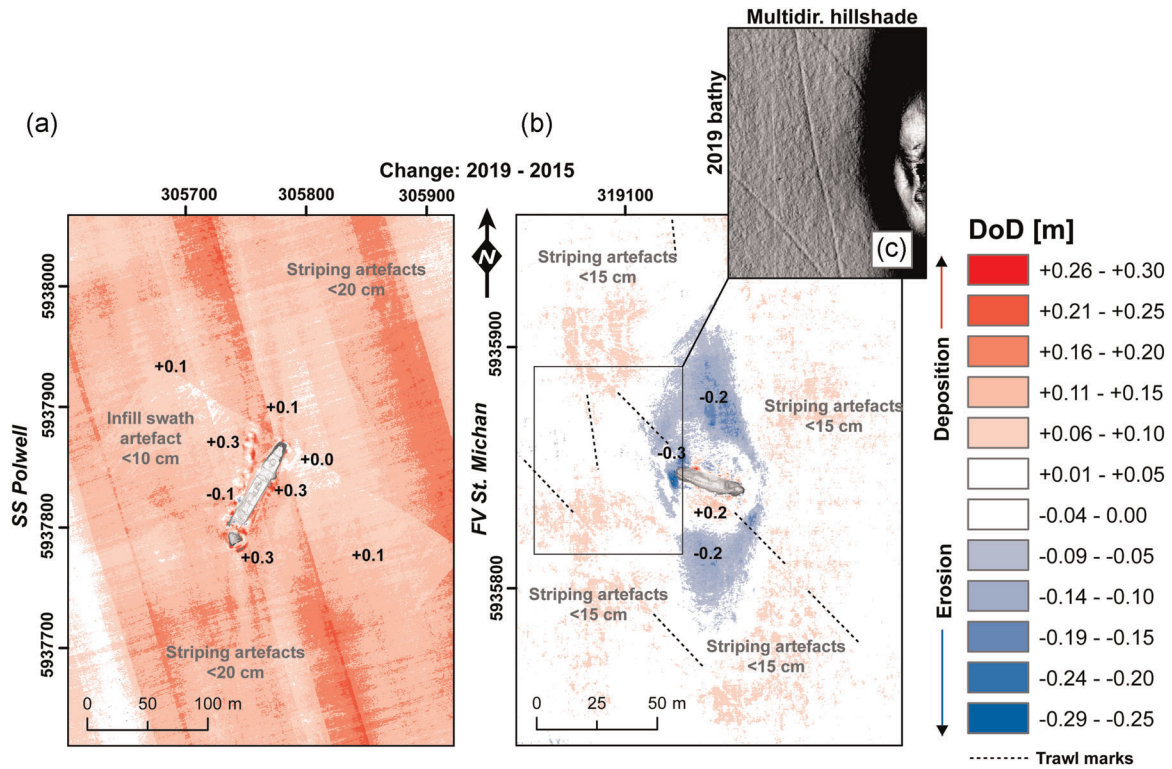 Multidir. hillshade
2019 bathy
(c)
(a)
(b)
Change: 2019 - 2015
305700
305800
305900
319100
N
SS Polwell
5938000
5937900
5937800
5937700
Striping artefacts
<20 cm
+0.1
+0.1
Infill swath
artefact
<10 cm
+0.3
+0.0
-0.1
+0.3
+0.3
+0.1
Striping artefacts
<20 cm
0
50
100 m
FV St. Michan
5935900
5935800
Striping artefacts
<15 cm
-0.2
Striping artefacts
<15 cm
-0.3
+0.2
-0.2
Striping artefacts
<15 cm
Striping artefacts
<15 cm
0
25
50 m
DoD [m]
Deposition
Erosion
+0.26 - +0.30
+0.21 - +0.25
+0.16 - +0.20
+0.11 - +0.15
+0.06 - +0.10
+0.01 - +0.05
-0.04 - 0.00
-0.09 - -0.05
-0.14 - -0.10
-0.19 - -0.15
-0.24 - -0.20
-0.29 - -0.25
Trawl marks